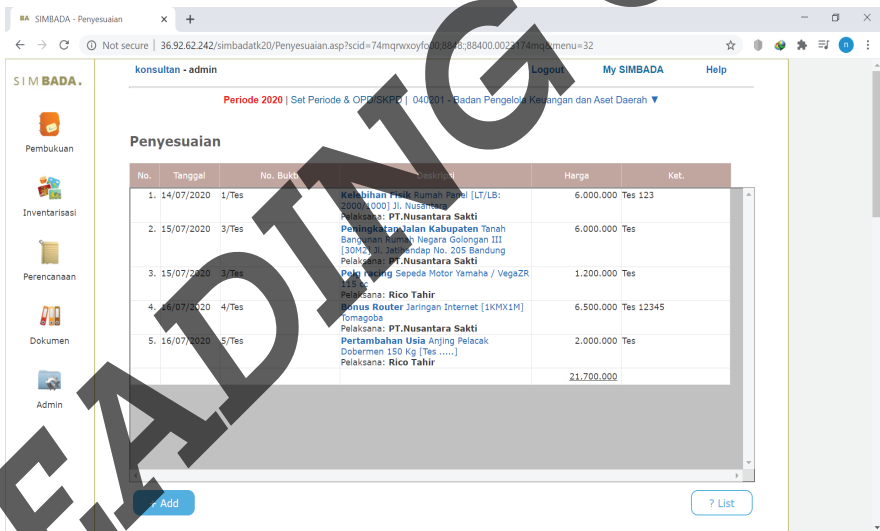 SIMBADA - Penyesuaian
Not secure | 36.92.62.242/simbadatk20/Penyesuaian.asp?scid=
menu=32
SIMBADA.
konsultan - admin
Logout My SIMBADA Help
Periode 2020 | Set Periode & OPD/SKPD | 040201 - Badan Pengelola Keuangan dan Aset Daerah ▼
Pembukuan
Inventarisasi
Perencanaan
Dokumen
Admin
Penyesuaian
No. Tanggal No. Bukti Deskripsi Harga Ket.
1. 14/07/2020 1/Tes Kelebihan Fisik Rumah Panel [LT/LB: 6.000.000 Tes 123
2000/1000] Jl. Nusantara
Pelaksana: PT.Nusantara Sakti
2. 15/07/2020 3/Tes Peningkatan Jalan Kabupaten Tanah 6.000.000 Tes
Bangunan Rumah Negara Golongan III
[30M2] Jl. Jatihandap No. 205 Bandung
Pelaksana: PT.Nusantara Sakti
3. 15/07/2020 3/Tes Pelg racing Sepeda Motor Yamaha / VegaZR 1.200.000 Tes
115 cc
Pelaksana: Rico Tahir
4. 16/07/2020 4/Tes Bonus Router Jaringan Internet [1KMX1M] 6.500.000 Tes 12345
Tomagoba
Pelaksana: PT.Nusantara Sakti
5. 16/07/2020 5/Tes Pertambahan Usia Anjing Pelacak 2.000.000 Tes
Dobermen 150 Kg [Tes .....]
Pelaksana: Rico Tahir
21.700.000
+ Add
? List
EADING